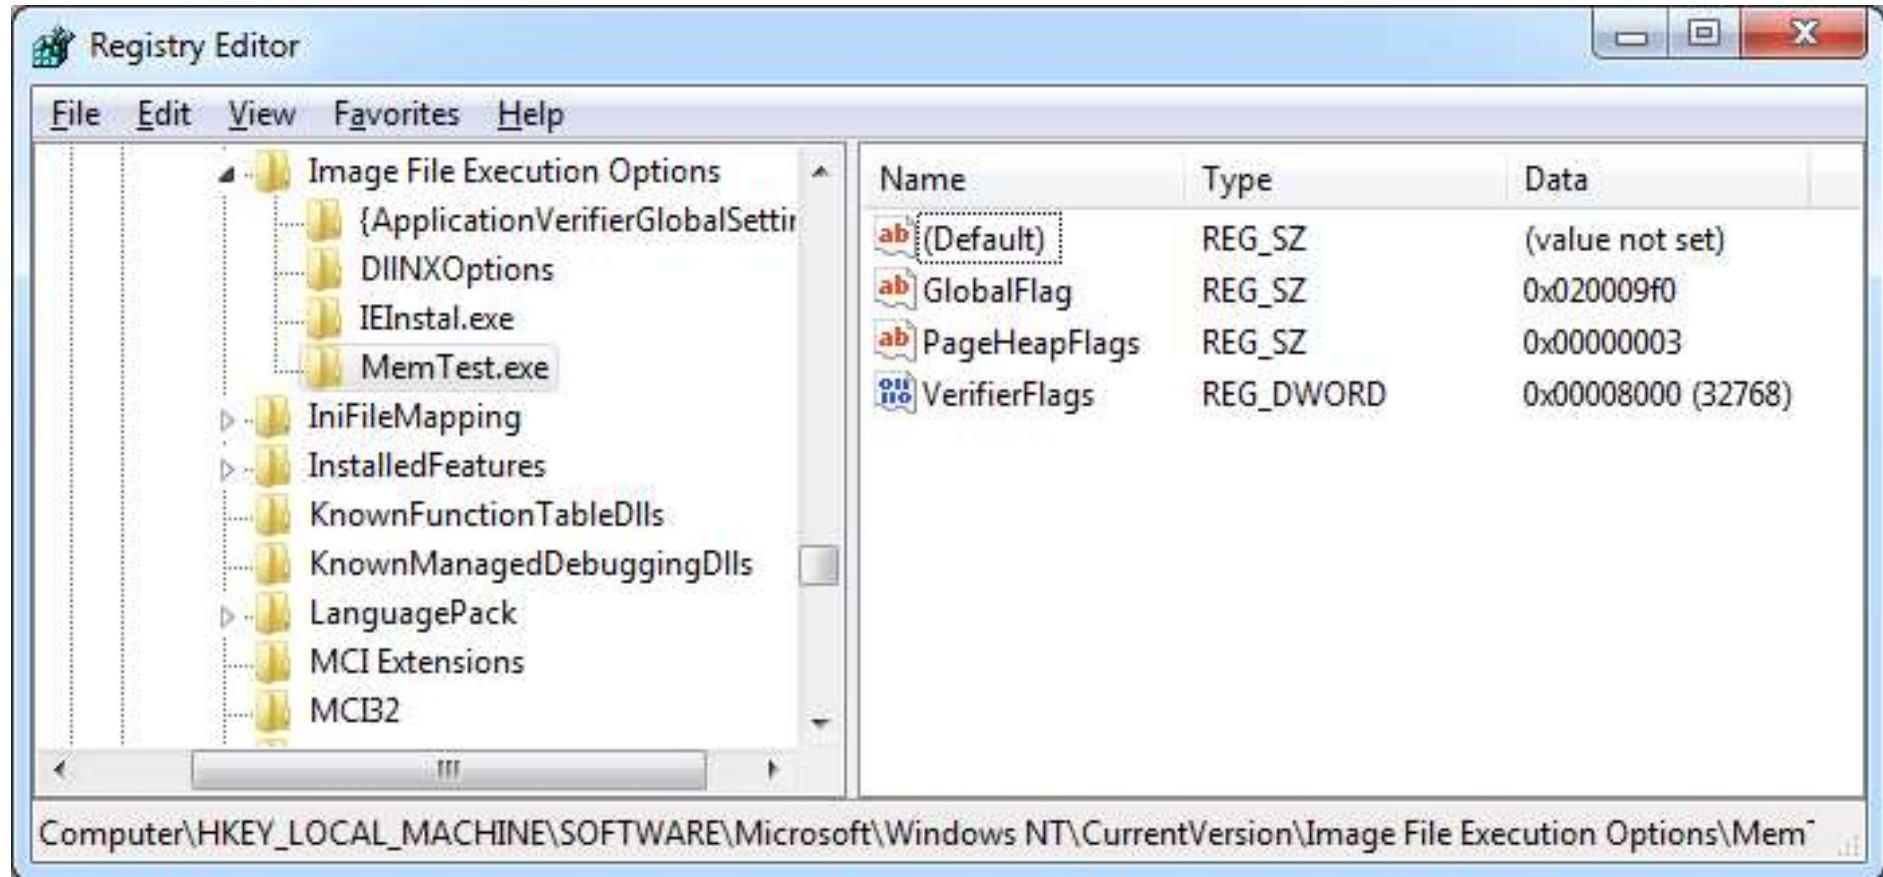 Registry Editor
File Edit View Favorites Help
Image File Execution Options
{ApplicationVerifierGlobalSettin
DllNXOptions
IEInstal.exe
MemTest.exe
IniFileMapping
InstalledFeatures
KnownFunctionTableDlls
KnownManagedDebuggingDlls
LanguagePack
MCI Extensions
MCI32
Name Type Data
(Default) REG_SZ (value not set)
GlobalFlag REG_SZ 0x020009f0
PageHeapFlags REG_SZ 0x00000003
VerifierFlags REG_DWORD 0x00008000 (32768)
Computer\HKEY_LOCAL_MACHINE\SOFTWARE\Microsoft\Windows NT\CurrentVersion\Image File Execution Options\Mem